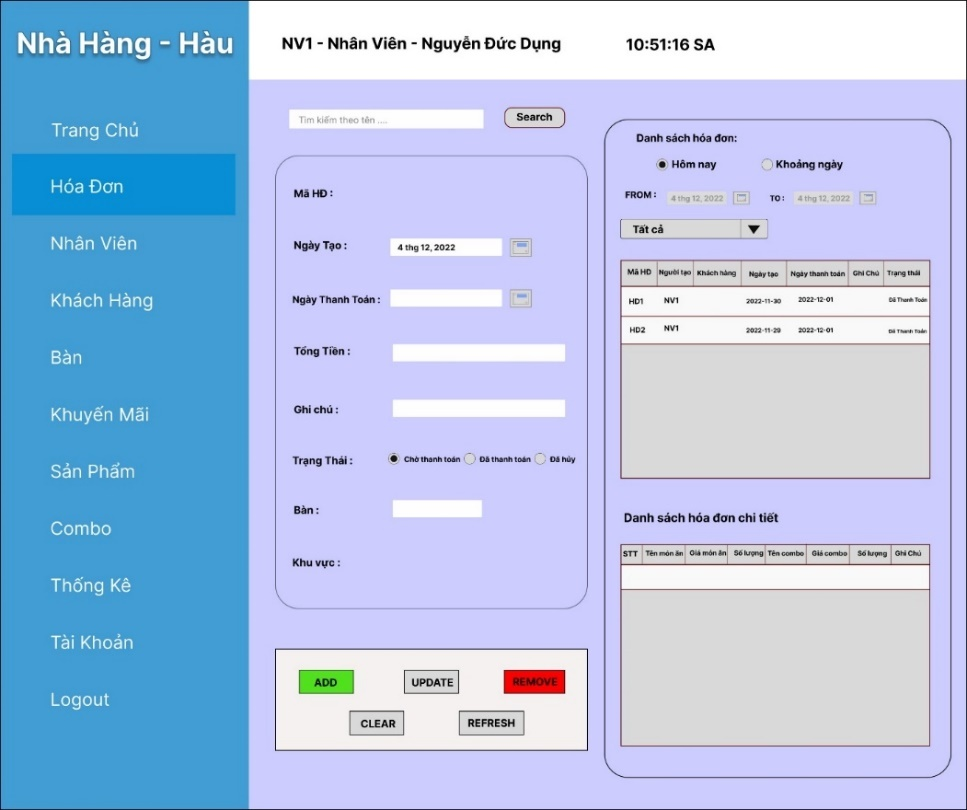 Nhà Hàng - Hàu
NV1 - Nhân Viên - Nguyễn Đức Dụng
10:51:16 SA
Trang Chủ
Hóa Đơn
Nhân Viên
Khách Hàng
Bàn
Khuyến Mãi
Sản Phẩm
Combo
Thống Kê
Tài Khoản
Logout
Tìm kiếm theo tên ....
Search
Mã HĐ :
Ngày Tạo : 4 thg 12, 2022
Ngày Thanh Toán :
Tổng Tiền :
Ghi chú :
Trạng Thái : Chờ thanh toán Đã thanh toán Đã hủy
Bàn :
Khu vực :
ADD UPDATE REMOVE
CLEAR REFRESH
Danh sách hóa đơn:
Hôm nay Khoảng ngày
FROM : 4 thg 12, 2022 TO : 4 thg 12, 2022
Tất cả
Mã HD Người tạo Khách hàng Ngày tạo Ngày thanh toán Ghi Chú Trạng thái
HD1 NV1 2022-11-30 2022-12-01 Đã Thanh Toán
HD2 NV1 2022-11-29 2022-12-01 Đã Thanh Toán
Danh sách hóa đơn chi tiết
STT Tên món ăn Giá món ăn Số lượng Tên combo Giá combo Số lượng Ghi Chú